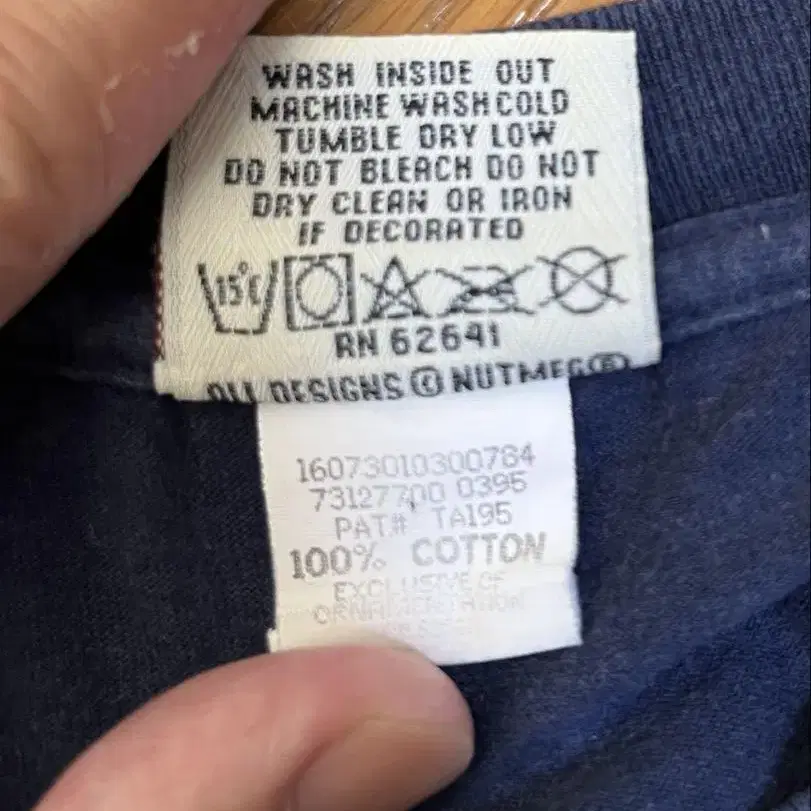 WASH INSIDE OUT
MACHINE WASH COLD
TUMBLE DRY LOW
DO NOT BLEACH DO NOT
DRY CLEAN OR IRON
IF DECORATED
15°C
RN 62641
ALL DESIGNS © NUTMEG ®
16073010300784
73127700 0395
PAT# TA195
100% COTTON
EXCLUSIVE OF
ORNAMENTATION